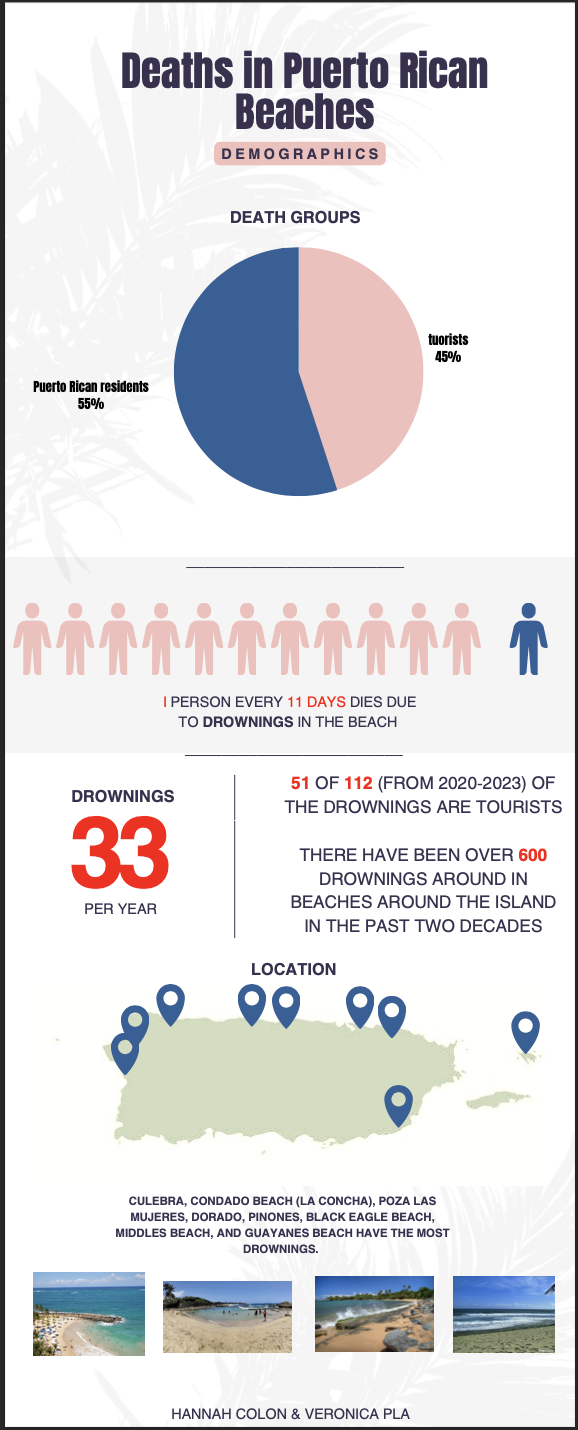 Deaths in Puerto Rican
Beaches
DEMOGRAPHICS
DEATH GROUPS
tuorists
45%
Puerto Rican residents
55%
I PERSON EVERY 11 DAYS DIES DUE
TO DROWNINGS IN THE BEACH
DROWNINGS
33
PER YEAR
51 OF 112 (FROM 2020-2023) OF
THE DROWNINGS ARE TOURISTS
THERE HAVE BEEN OVER 600
DROWNINGS AROUND IN
BEACHES AROUND THE ISLAND
IN THE PAST TWO DECADES
LOCATION
CULEBRA, CONDADO BEACH (LA CONCHA), POZA LAS
MUJERES, DORADO, PINONES, BLACK EAGLE BEACH,
MIDDLES BEACH, AND GUAYANES BEACH HAVE THE MOST
DROWNINGS.
HANNAH COLON & VERONICA PLA